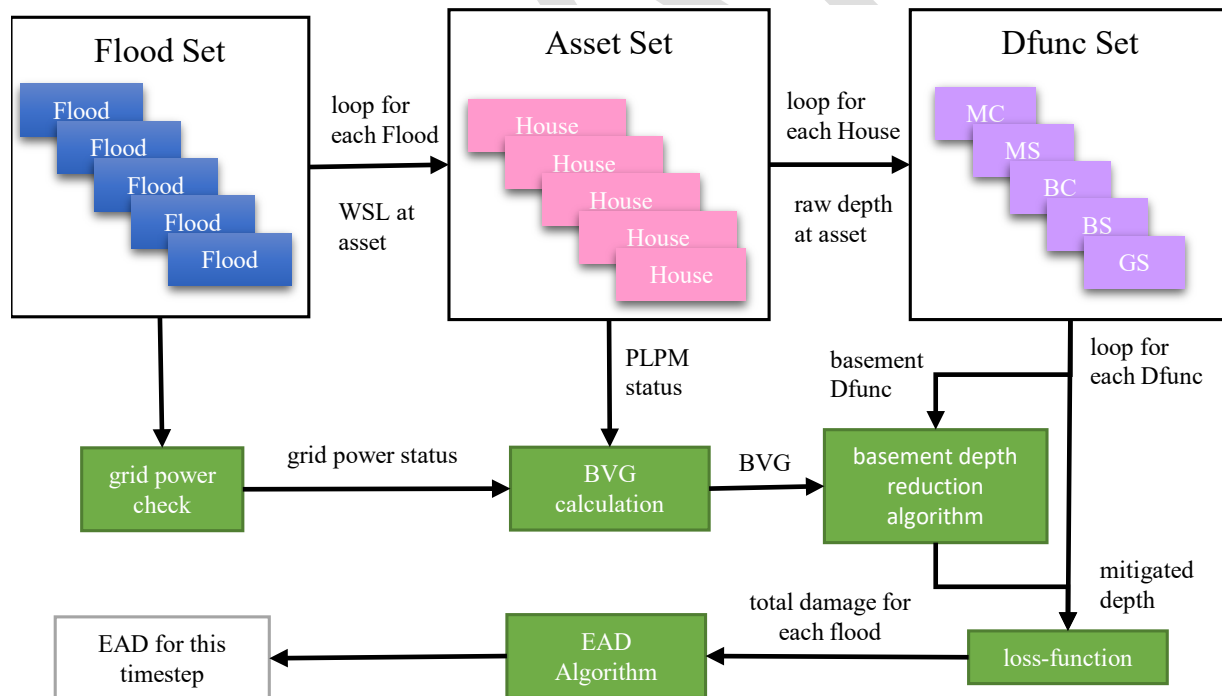 Flood Set
Flood
Flood
Flood
Flood
Flood
loop for
each Flood
WSL at
asset
Asset Set
House
House
House
House
House
loop for
each House
raw depth
at asset
Dfunc Set
MC
MS
BC
BS
GS
PLPM
status
basement
Dfunc
loop for
each Dfunc
grid power
check
grid power status
BVG
calculation
BVG
basement depth
reduction
algorithm
mitigated
depth
EAD for this
timestep
EAD
Algorithm
total damage for
each flood
loss-function